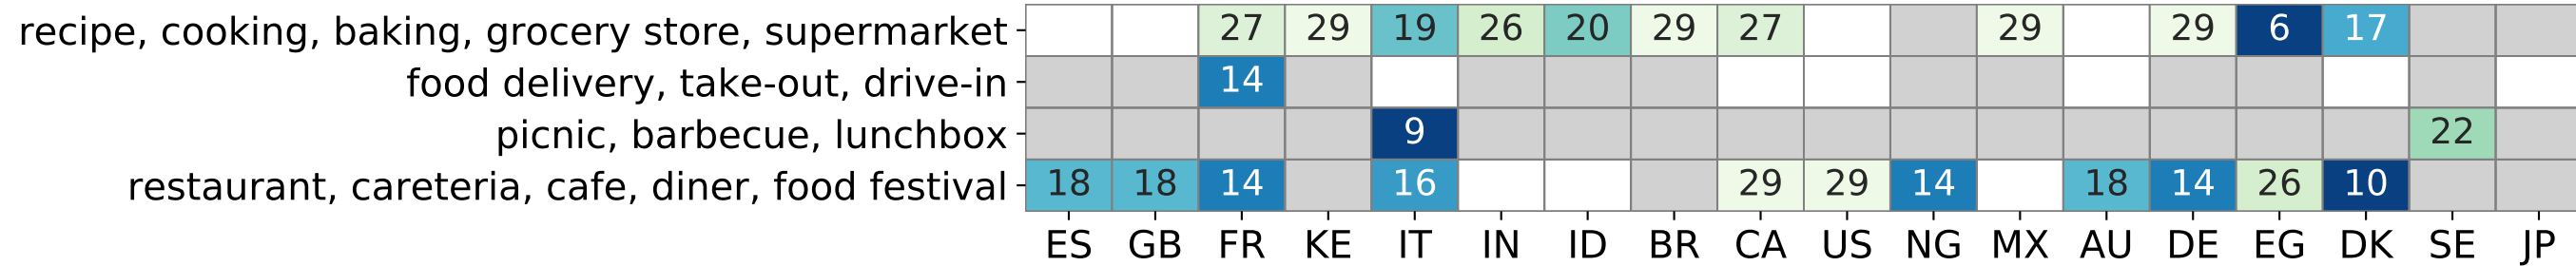 recipe, cooking, baking, grocery store, supermarket 27 29 19 26 20 29 27 29 29 6 17
food delivery, take-out, drive-in 14
picnic, barbecue, lunchbox 9 22
restaurant, careteria, cafe, diner, food festival 18 18 14 16 29 29 14 18 14 26 10
ES GB FR KE IT IN ID BR CA US NG MX AU DE EG DK SE JP